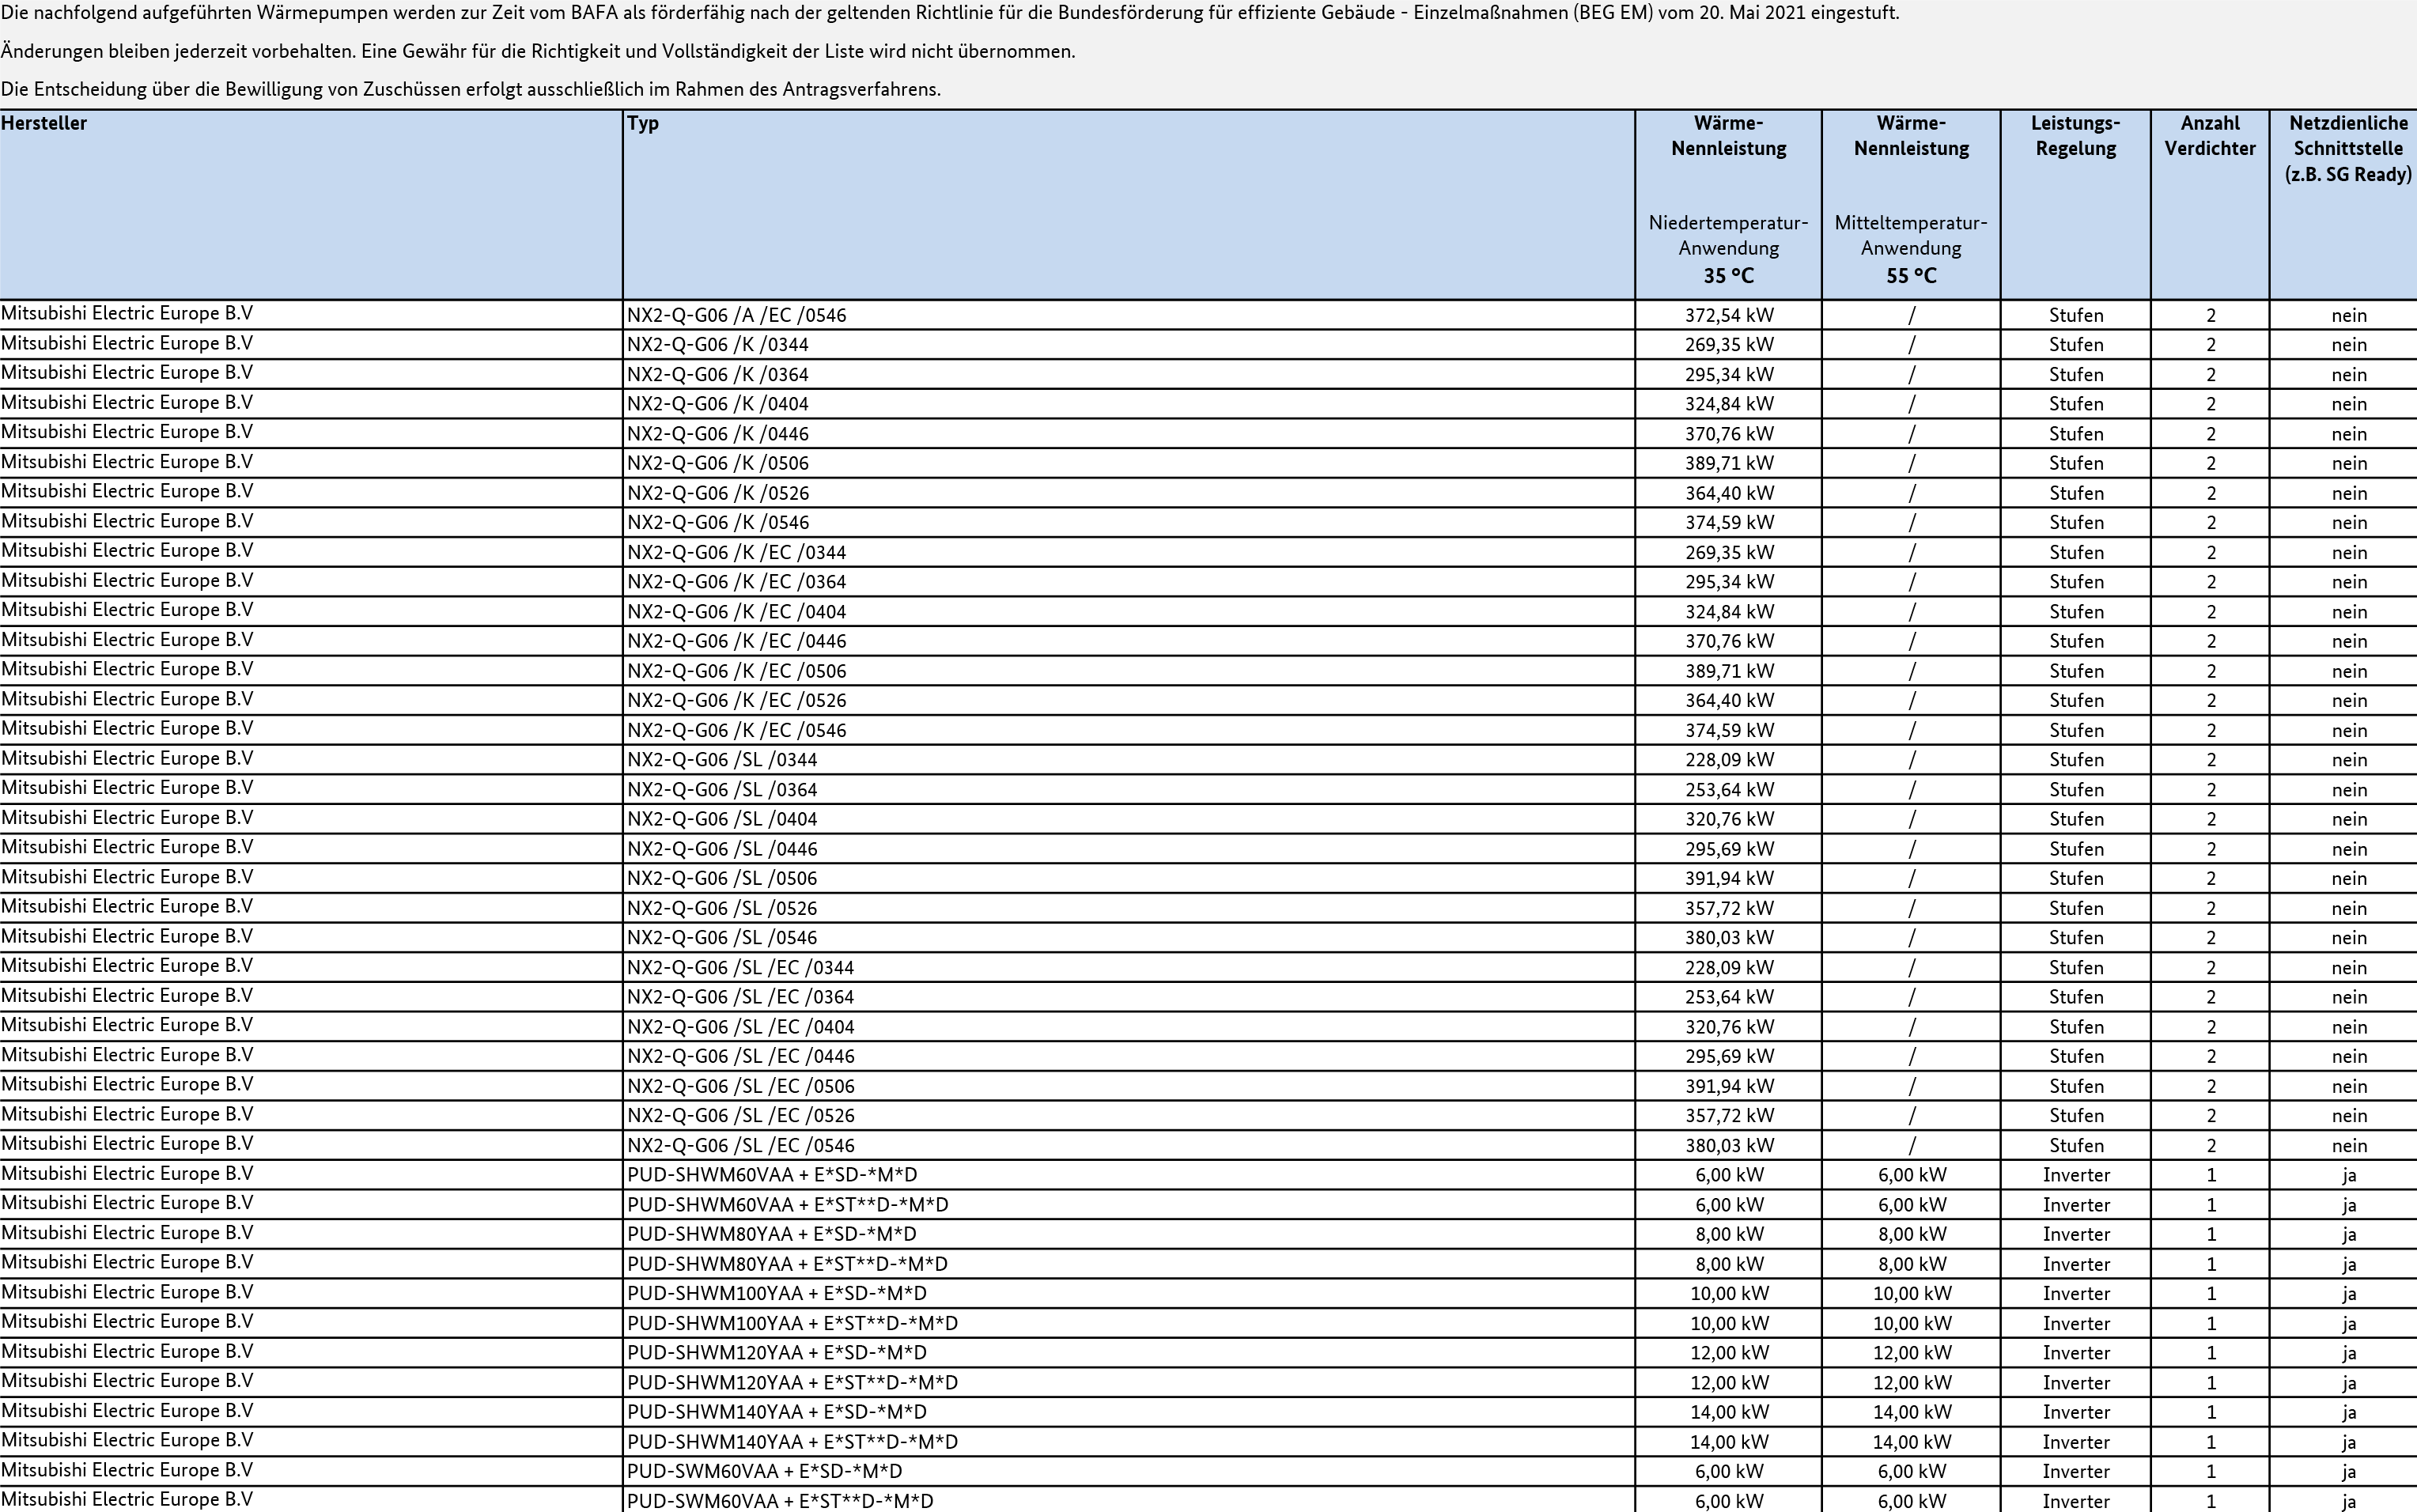 Die nachfolgend aufgeführten Wärmepumpen werden zur Zeit vom BAFA als förderfähig nach der geltenden Richtlinie für die Bundesförderung für effiziente Gebäude - Einzelmaßnahmen (BEG EM) vom 20. Mai 2021 eingestuft.
Änderungen bleiben jederzeit vorbehalten. Eine Gewähr für die Richtigkeit und Vollständigkeit der Liste wird nicht übernommen.
Die Entscheidung über die Bewilligung von Zuschüssen erfolgt ausschließlich im Rahmen des Antragsverfahrens.
Hersteller Typ Wärme- Wärme- Leistungs- Anzahl Netzdienliche
Nennleistung Nennleistung Regelung Verdichter Schnittstelle
(z.B. SG Ready)
Niedertemperatur- Mitteltemperatur-
Anwendung Anwendung
35 °C 55 °C
Mitsubishi Electric Europe B.V NX2-Q-G06 /A /EC /0546 372,54 kW / Stufen 2 nein
Mitsubishi Electric Europe B.V NX2-Q-G06 /K /0344 269,35 kW / Stufen 2 nein
Mitsubishi Electric Europe B.V NX2-Q-G06 /K /0364 295,34 kW / Stufen 2 nein
Mitsubishi Electric Europe B.V NX2-Q-G06 /K /0404 324,84 kW / Stufen 2 nein
Mitsubishi Electric Europe B.V NX2-Q-G06 /K /0446 370,76 kW / Stufen 2 nein
Mitsubishi Electric Europe B.V NX2-Q-G06 /K /0506 389,71 kW / Stufen 2 nein
Mitsubishi Electric Europe B.V NX2-Q-G06 /K /0526 364,40 kW / Stufen 2 nein
Mitsubishi Electric Europe B.V NX2-Q-G06 /K /0546 374,59 kW / Stufen 2 nein
Mitsubishi Electric Europe B.V NX2-Q-G06 /K /EC /0344 269,35 kW / Stufen 2 nein
Mitsubishi Electric Europe B.V NX2-Q-G06 /K /EC /0364 295,34 kW / Stufen 2 nein
Mitsubishi Electric Europe B.V NX2-Q-G06 /K /EC /0404 324,84 kW / Stufen 2 nein
Mitsubishi Electric Europe B.V NX2-Q-G06 /K /EC /0446 370,76 kW / Stufen 2 nein
Mitsubishi Electric Europe B.V NX2-Q-G06 /K /EC /0506 389,71 kW / Stufen 2 nein
Mitsubishi Electric Europe B.V NX2-Q-G06 /K /EC /0526 364,40 kW / Stufen 2 nein
Mitsubishi Electric Europe B.V NX2-Q-G06 /K /EC /0546 374,59 kW / Stufen 2 nein
Mitsubishi Electric Europe B.V NX2-Q-G06 /SL /0344 228,09 kW / Stufen 2 nein
Mitsubishi Electric Europe B.V NX2-Q-G06 /SL /0364 253,64 kW / Stufen 2 nein
Mitsubishi Electric Europe B.V NX2-Q-G06 /SL /0404 320,76 kW / Stufen 2 nein
Mitsubishi Electric Europe B.V NX2-Q-G06 /SL /0446 295,69 kW / Stufen 2 nein
Mitsubishi Electric Europe B.V NX2-Q-G06 /SL /0506 391,94 kW / Stufen 2 nein
Mitsubishi Electric Europe B.V NX2-Q-G06 /SL /0526 357,72 kW / Stufen 2 nein
Mitsubishi Electric Europe B.V NX2-Q-G06 /SL /0546 380,03 kW / Stufen 2 nein
Mitsubishi Electric Europe B.V NX2-Q-G06 /SL /EC /0344 228,09 kW / Stufen 2 nein
Mitsubishi Electric Europe B.V NX2-Q-G06 /SL /EC /0364 253,64 kW / Stufen 2 nein
Mitsubishi Electric Europe B.V NX2-Q-G06 /SL /EC /0404 320,76 kW / Stufen 2 nein
Mitsubishi Electric Europe B.V NX2-Q-G06 /SL /EC /0446 295,69 kW / Stufen 2 nein
Mitsubishi Electric Europe B.V NX2-Q-G06 /SL /EC /0506 391,94 kW / Stufen 2 nein
Mitsubishi Electric Europe B.V NX2-Q-G06 /SL /EC /0526 357,72 kW / Stufen 2 nein
Mitsubishi Electric Europe B.V NX2-Q-G06 /SL /EC /0546 380,03 kW / Stufen 2 nein
Mitsubishi Electric Europe B.V PUD-SHWM60VAA + E*SD-*M*D 6,00 kW 6,00 kW Inverter 1 ja
Mitsubishi Electric Europe B.V PUD-SHWM60VAA + E*ST**D-*M*D 6,00 kW 6,00 kW Inverter 1 ja
Mitsubishi Electric Europe B.V PUD-SHWM80YAA + E*SD-*M*D 8,00 kW 8,00 kW Inverter 1 ja
Mitsubishi Electric Europe B.V PUD-SHWM80YAA + E*ST**D-*M*D 8,00 kW 8,00 kW Inverter 1 ja
Mitsubishi Electric Europe B.V PUD-SHWM100YAA + E*SD-*M*D 10,00 kW 10,00 kW Inverter 1 ja
Mitsubishi Electric Europe B.V PUD-SHWM100YAA + E*ST**D-*M*D 10,00 kW 10,00 kW Inverter 1 ja
Mitsubishi Electric Europe B.V PUD-SHWM120YAA + E*SD-*M*D 12,00 kW 12,00 kW Inverter 1 ja
Mitsubishi Electric Europe B.V PUD-SHWM120YAA + E*ST**D-*M*D 12,00 kW 12,00 kW Inverter 1 ja
Mitsubishi Electric Europe B.V PUD-SHWM140YAA + E*SD-*M*D 14,00 kW 14,00 kW Inverter 1 ja
Mitsubishi Electric Europe B.V PUD-SHWM140YAA + E*ST**D-*M*D 14,00 kW 14,00 kW Inverter 1 ja
Mitsubishi Electric Europe B.V PUD-SWM60VAA + E*SD-*M*D 6,00 kW 6,00 kW Inverter 1 ja
Mitsubishi Electric Europe B.V PUD-SWM60VAA + E*ST**D-*M*D 6,00 kW 6,00 kW Inverter 1 ja